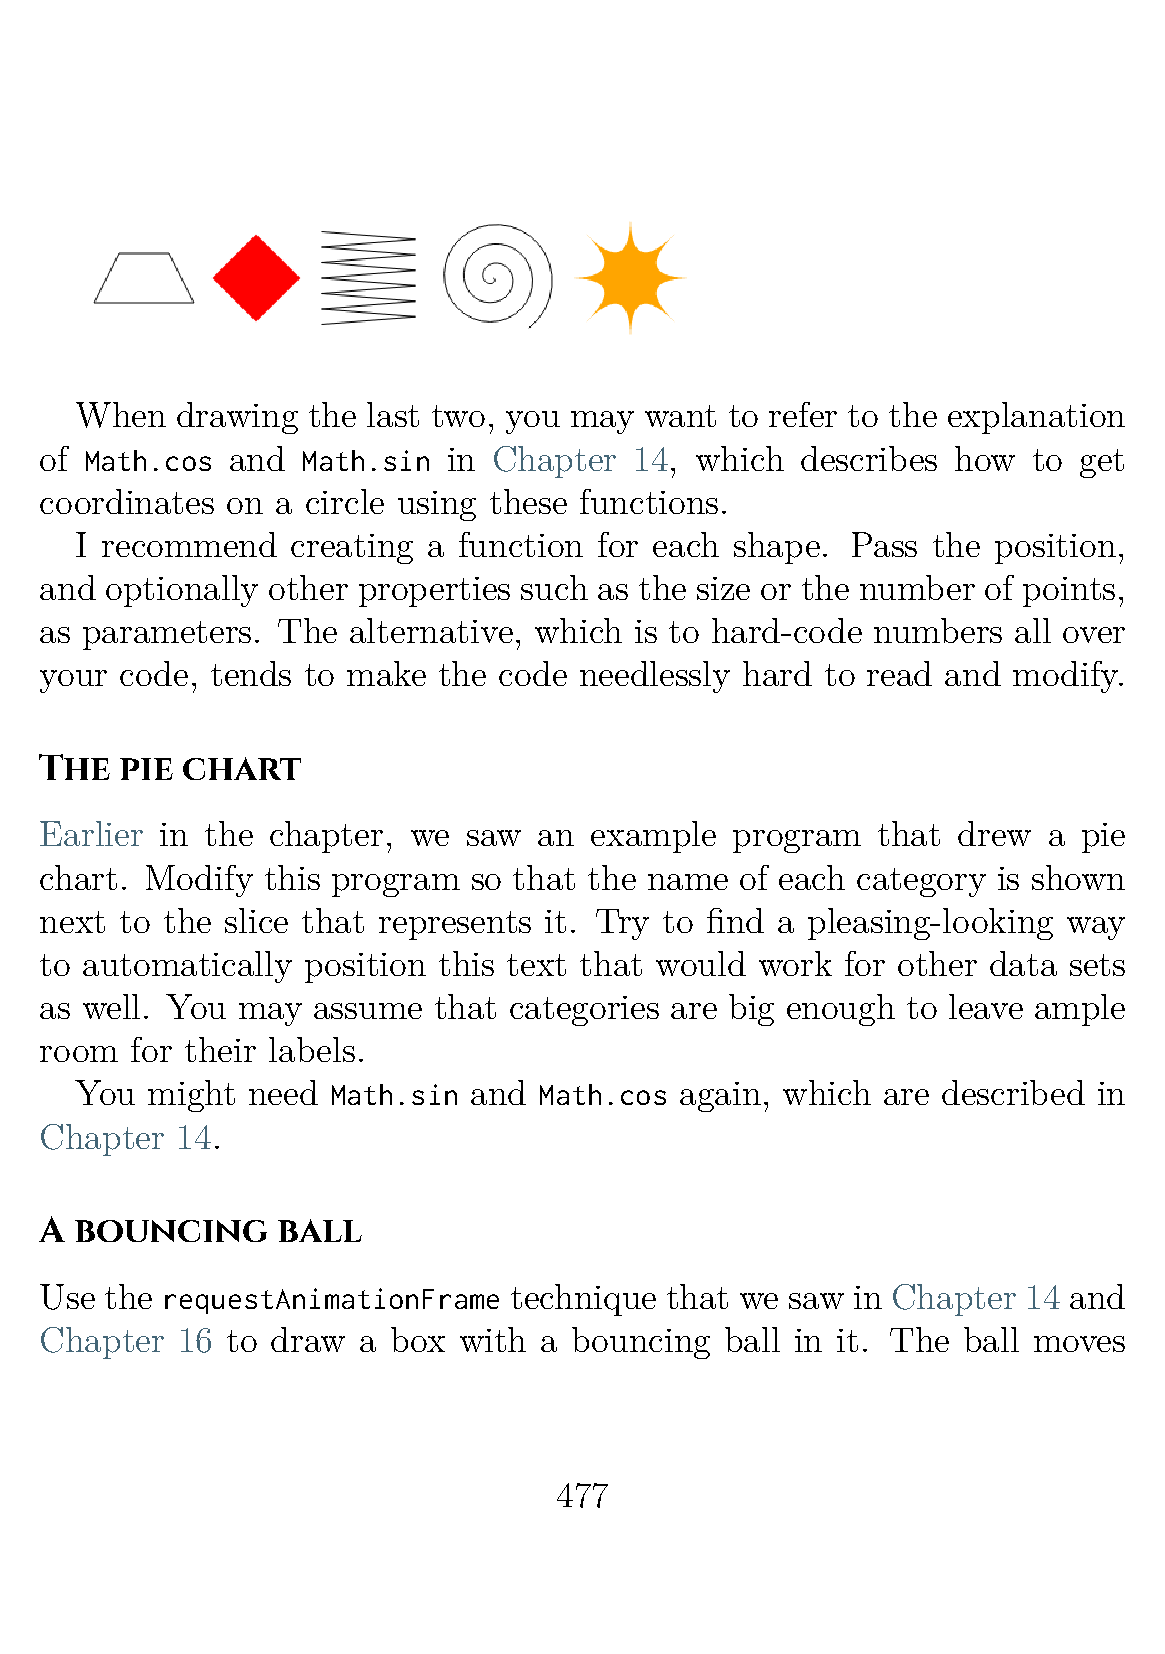 When drawing the last two, you may want to refer to the explanation
of Math.cos and Math.sin in Chapter 14, which describes how to get
coordinates on a circle using these functions.
I recommend creating a function for each shape. Pass the position,
and optionally other properties such as the size or the number of points,
as parameters. The alternative, which is to hard-code numbers all over
your code, tends to make the code needlessly hard to read and modify.
The pie chart
Earlier in the chapter, we saw an example program that drew a pie
chart. Modify this program so that the name of each category is shown
next to the slice that represents it. Try to find a pleasing-looking way
to automatically position this text that would work for other data sets
as well. You may assume that categories are big enough to leave ample
room for their labels.
You might need Math.sin and Math.cos again, which are described in
Chapter 14.
A bouncing ball
Use the requestAnimationFrame technique that we saw in Chapter 14 and
Chapter 16 to draw a box with a bouncing ball in it. The ball moves
477